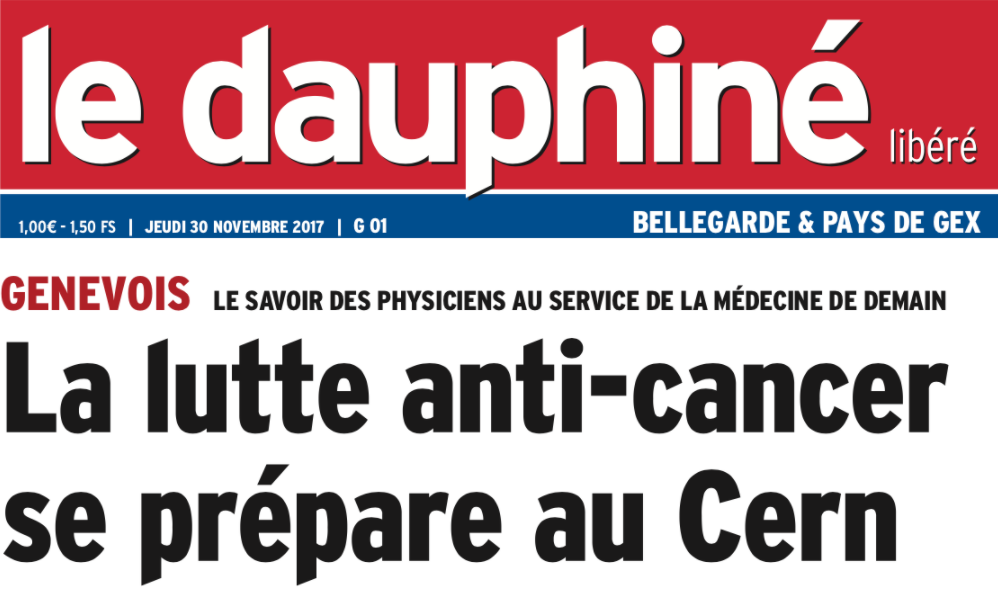 le dauphiné
libéré
1,00€ - 1,50 FS | JEUDI 30 NOVEMBRE 2017 | G 01
BELLEGARDE & PAYS DE GEX
GENEVOIS LE SAVOIR DES PHYSICIENS AU SERVICE DE LA MÉDECINE DE DEMAIN
La lutte anti-cancer
se prépare au Cern